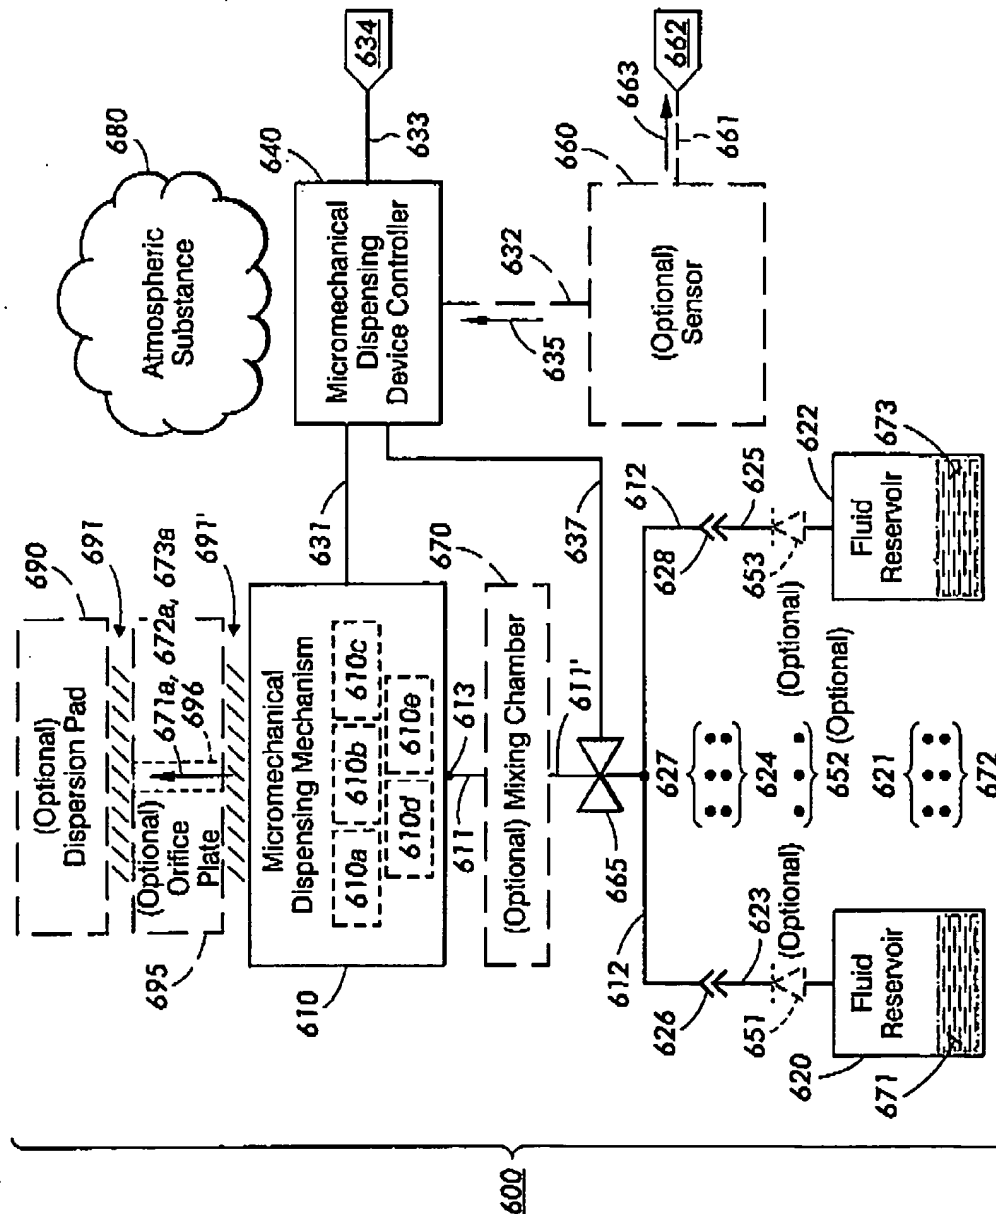 600
690
691
671a, 672a, 673a
696
691'
(Optional)
Dispersion Pad
(Optional)
Orifice
Plate
695
Micromechanical
Dispensing Mechanism
610a
610b
610c
610d
610e
610
631
613
611
670
(Optional) Mixing Chamber
611'
637
665
612
612
626
623
651
(Optional)
Fluid
Reservoir
620
671
627
624
652 (Optional)
621
672
628
625
653
(Optional)
Fluid
Reservoir
622
673
680
Atmospheric
Substance
640
Micromechanical
Dispensing
Device Controller
633
634
632
635
660
(Optional)
Sensor
663
661
662